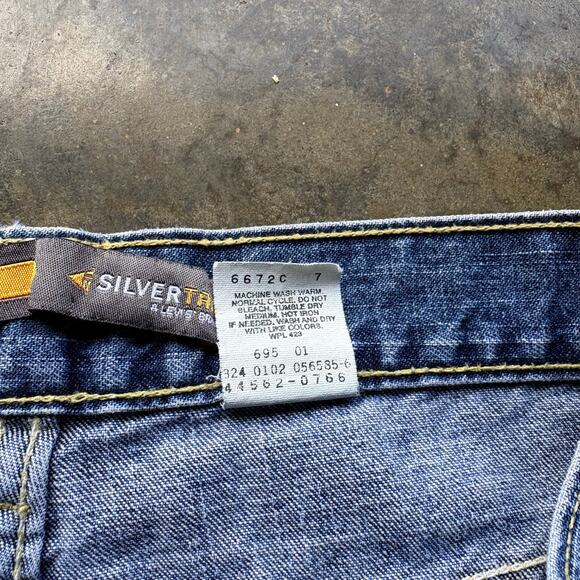 SILVERTA
A LEVI'S® BR
6672C 7
MACHINE WASH WARM,
NORMAL CYCLE, DO NOT
BLEACH, TUMBLE DRY
MEDIUM. HOT IRON
IF NEEDED. WASH AND DRY
WITH LIKE COLORS.
WPL 423
695 01
324 0102 056585-6
44562-0766